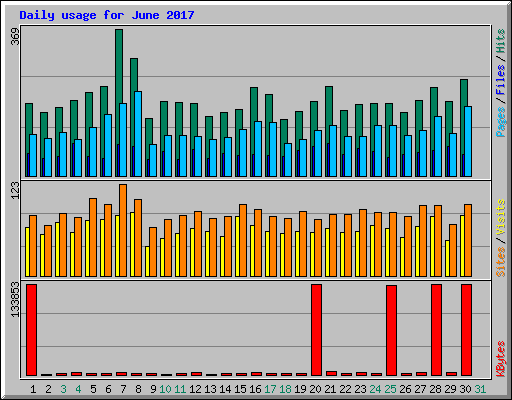 Daily usage for June 2017
369
Pages / Files / Hits
123
Sites / Visits
133853
KBytes
1 2 3 4 5 6 7 8 9 10 11 12 13 14 15 16 17 18 19 20 21 22 23 24 25 26 27 28 29 30 31